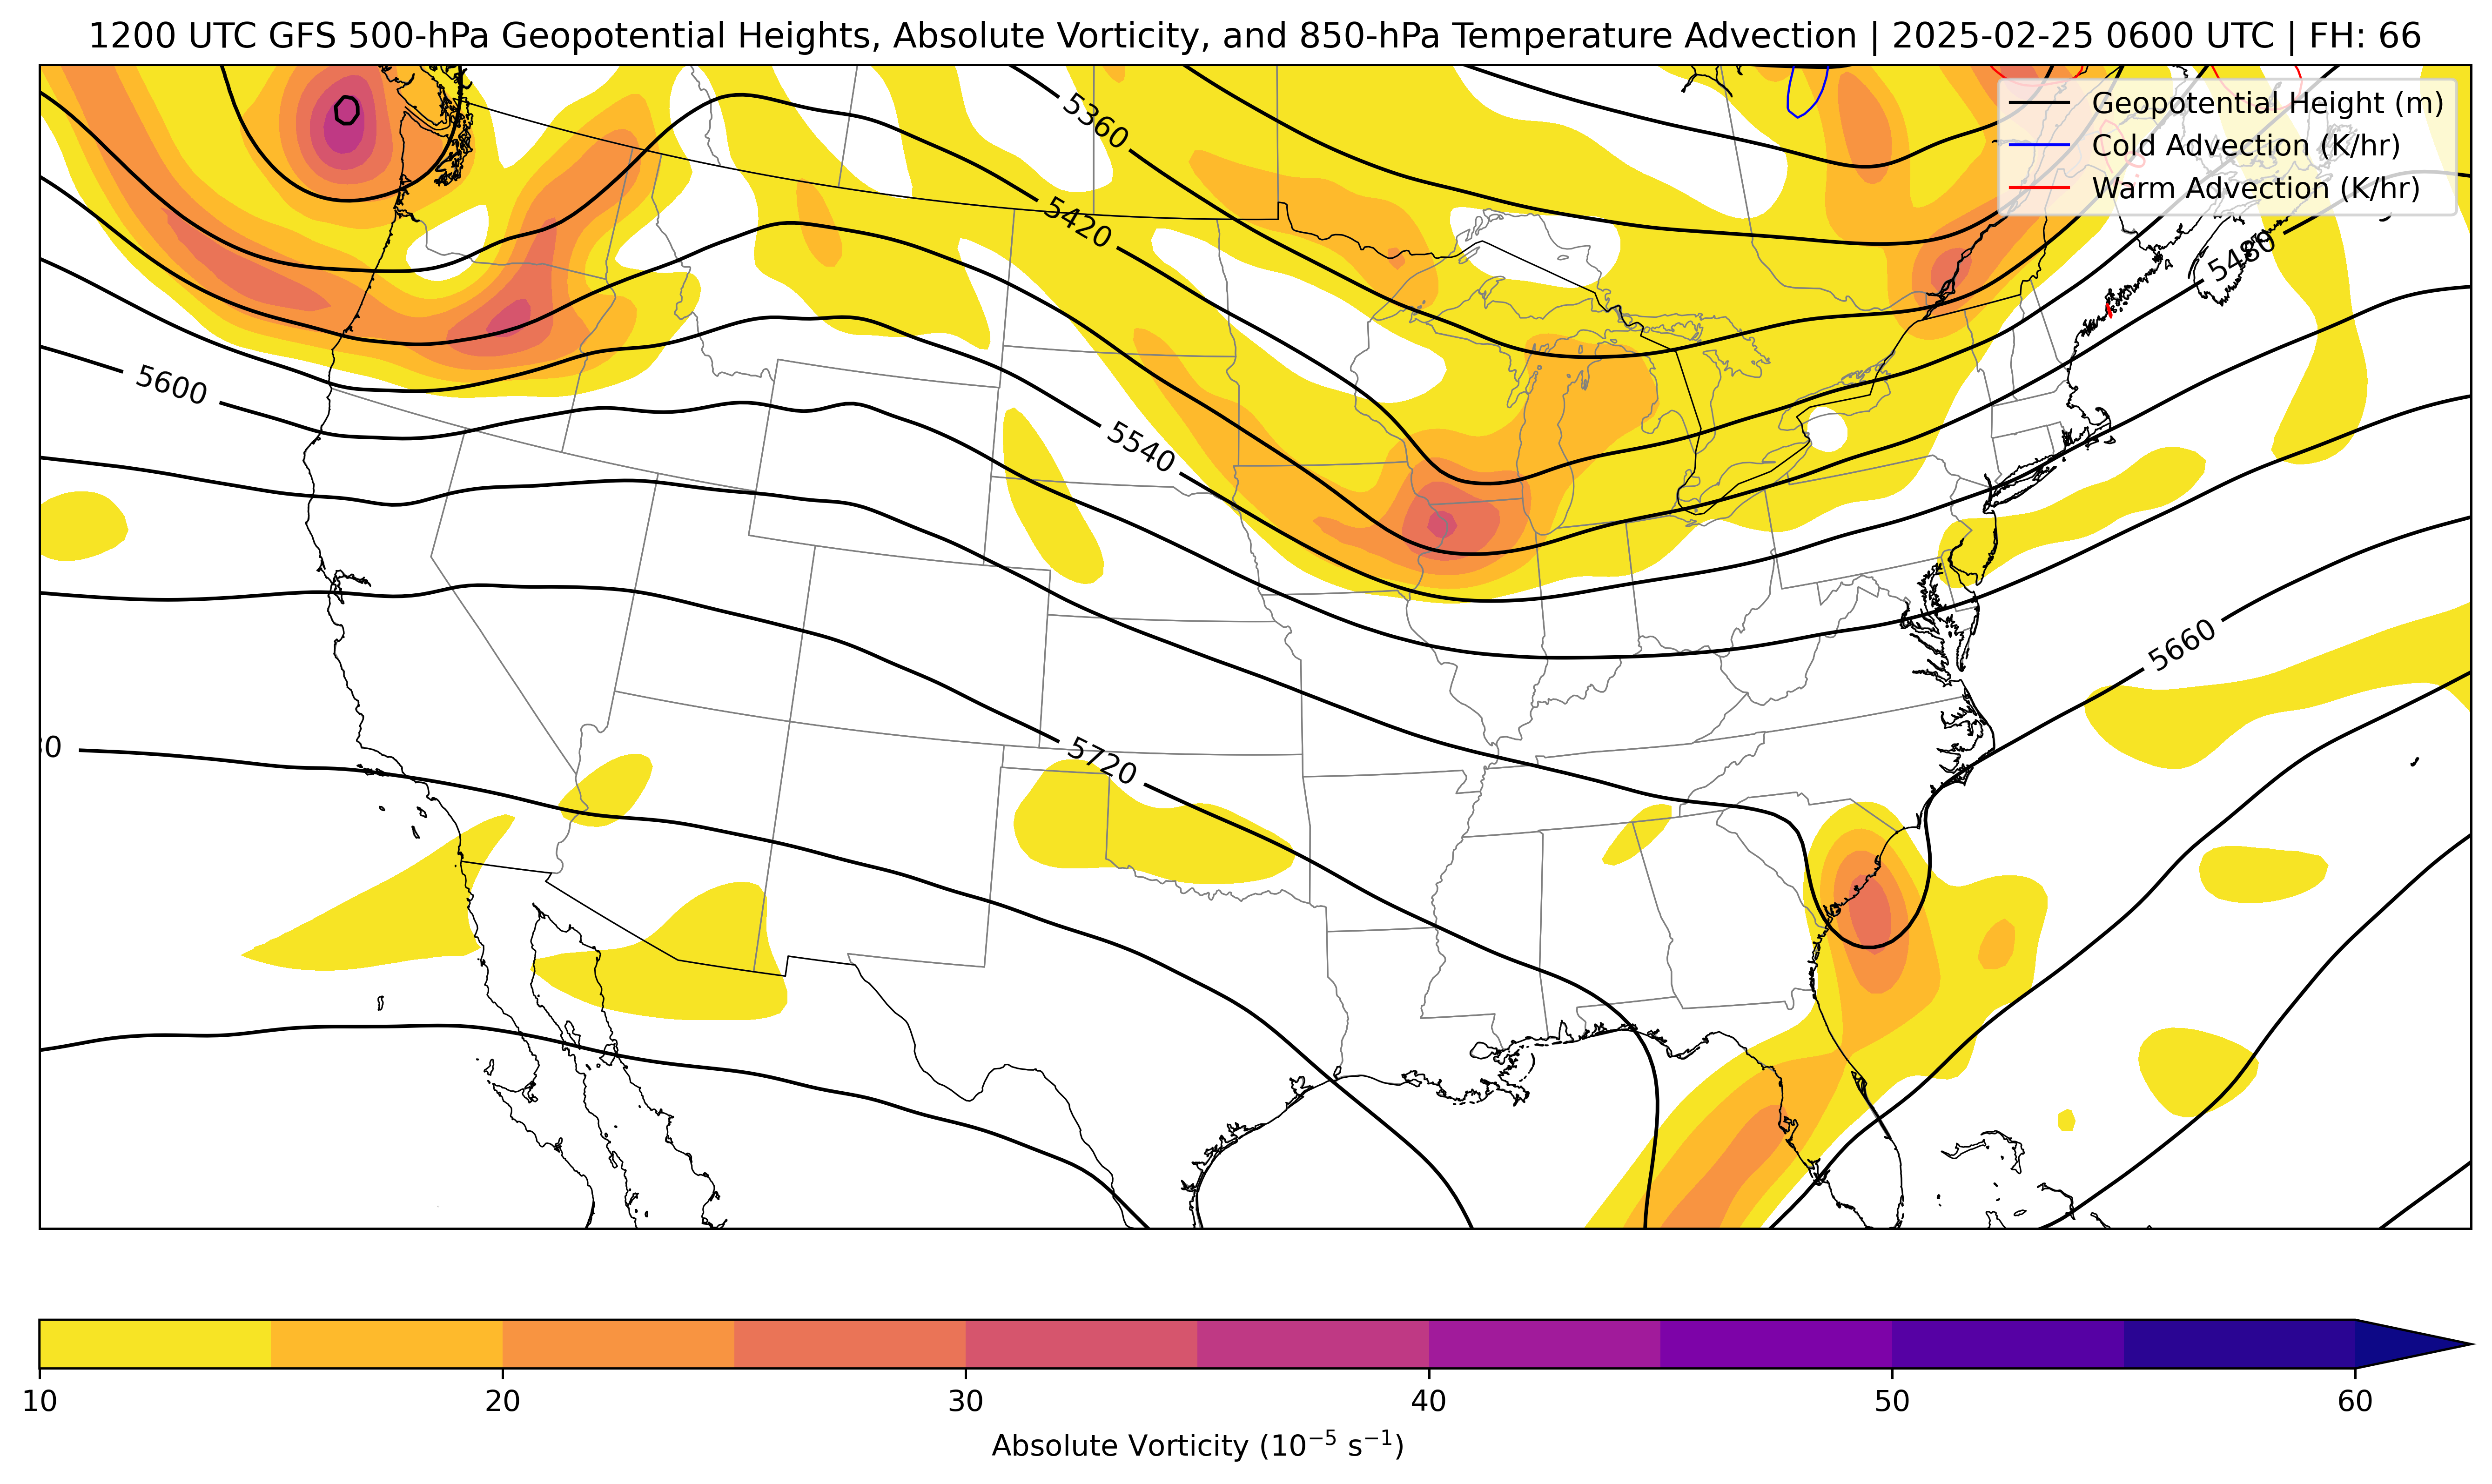 1200 UTC GFS 500-hPa Geopotential Heights, Absolute Vorticity, and 850-hPa Temperature Advection | 2025-02-25 0600 UTC | FH: 66
Geopotential Height (m)
Cold Advection (K/hr)
Warm Advection (K/hr)
5360
5420
5480
5600
5540
5660
5720
10 20 30 40 50 60
Absolute Vorticity (10⁻⁵ s⁻¹)